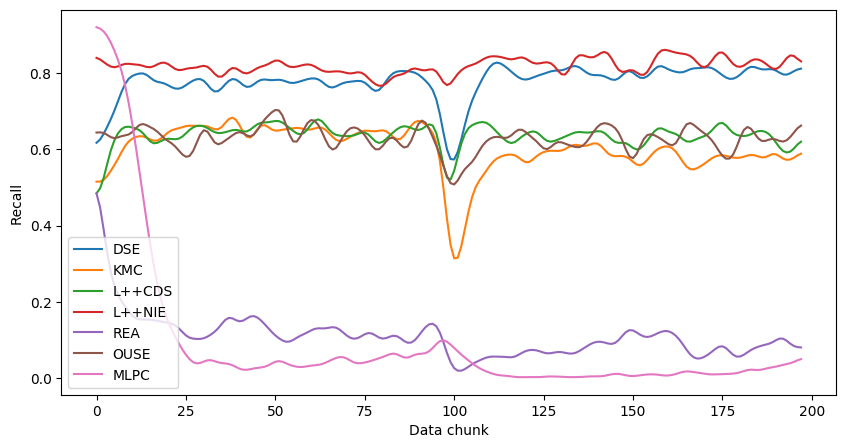 Recall
0.8
0.6
0.4
0.2
0.0
DSE
KMC
L++CDS
L++NIE
REA
OUSE
MLPC
0 25 50 75 100 125 150 175 200
Data chunk